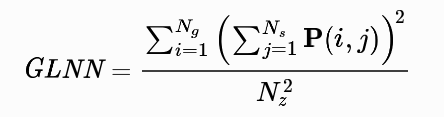 GLNN = \frac{\sum_{i=1}^{N_g} \left( \sum_{j=1}^{N_s} \mathbf{P}(i,j) \right)^2}{N_z^2}